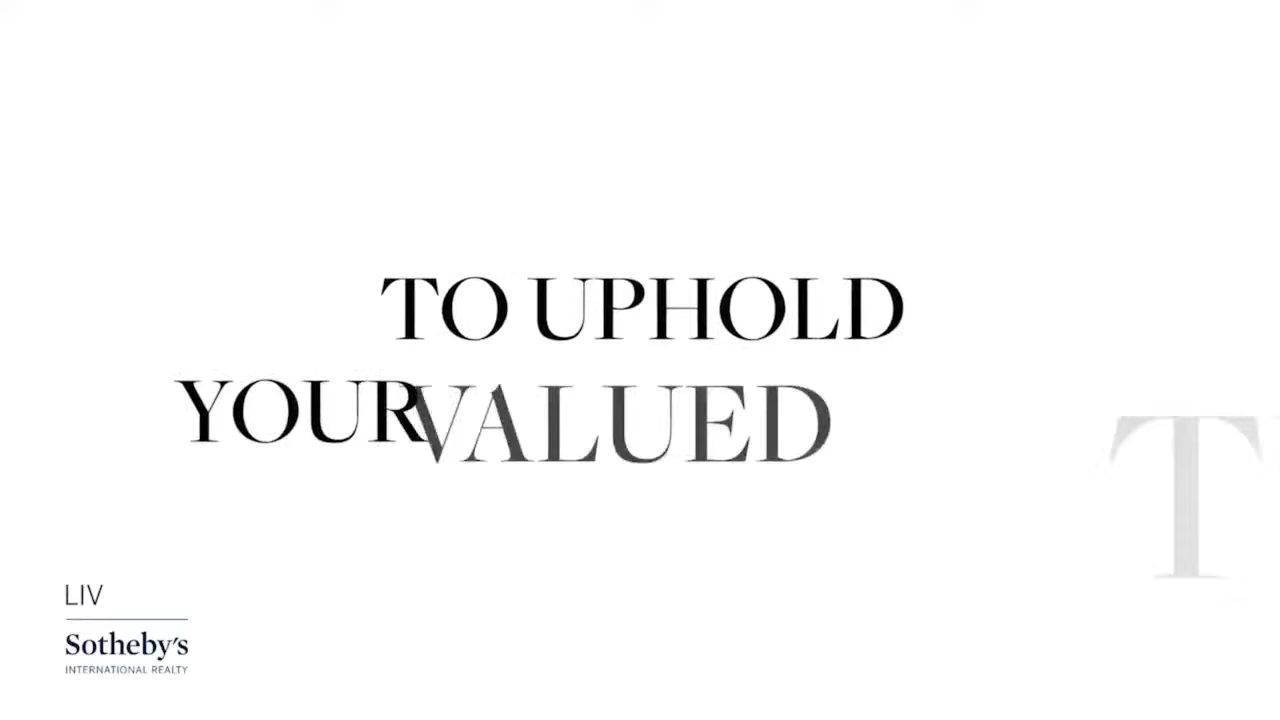 TO UPHOLD
YOUR VALUED
T
LIV
Sotheby's
INTERNATIONAL REALTY